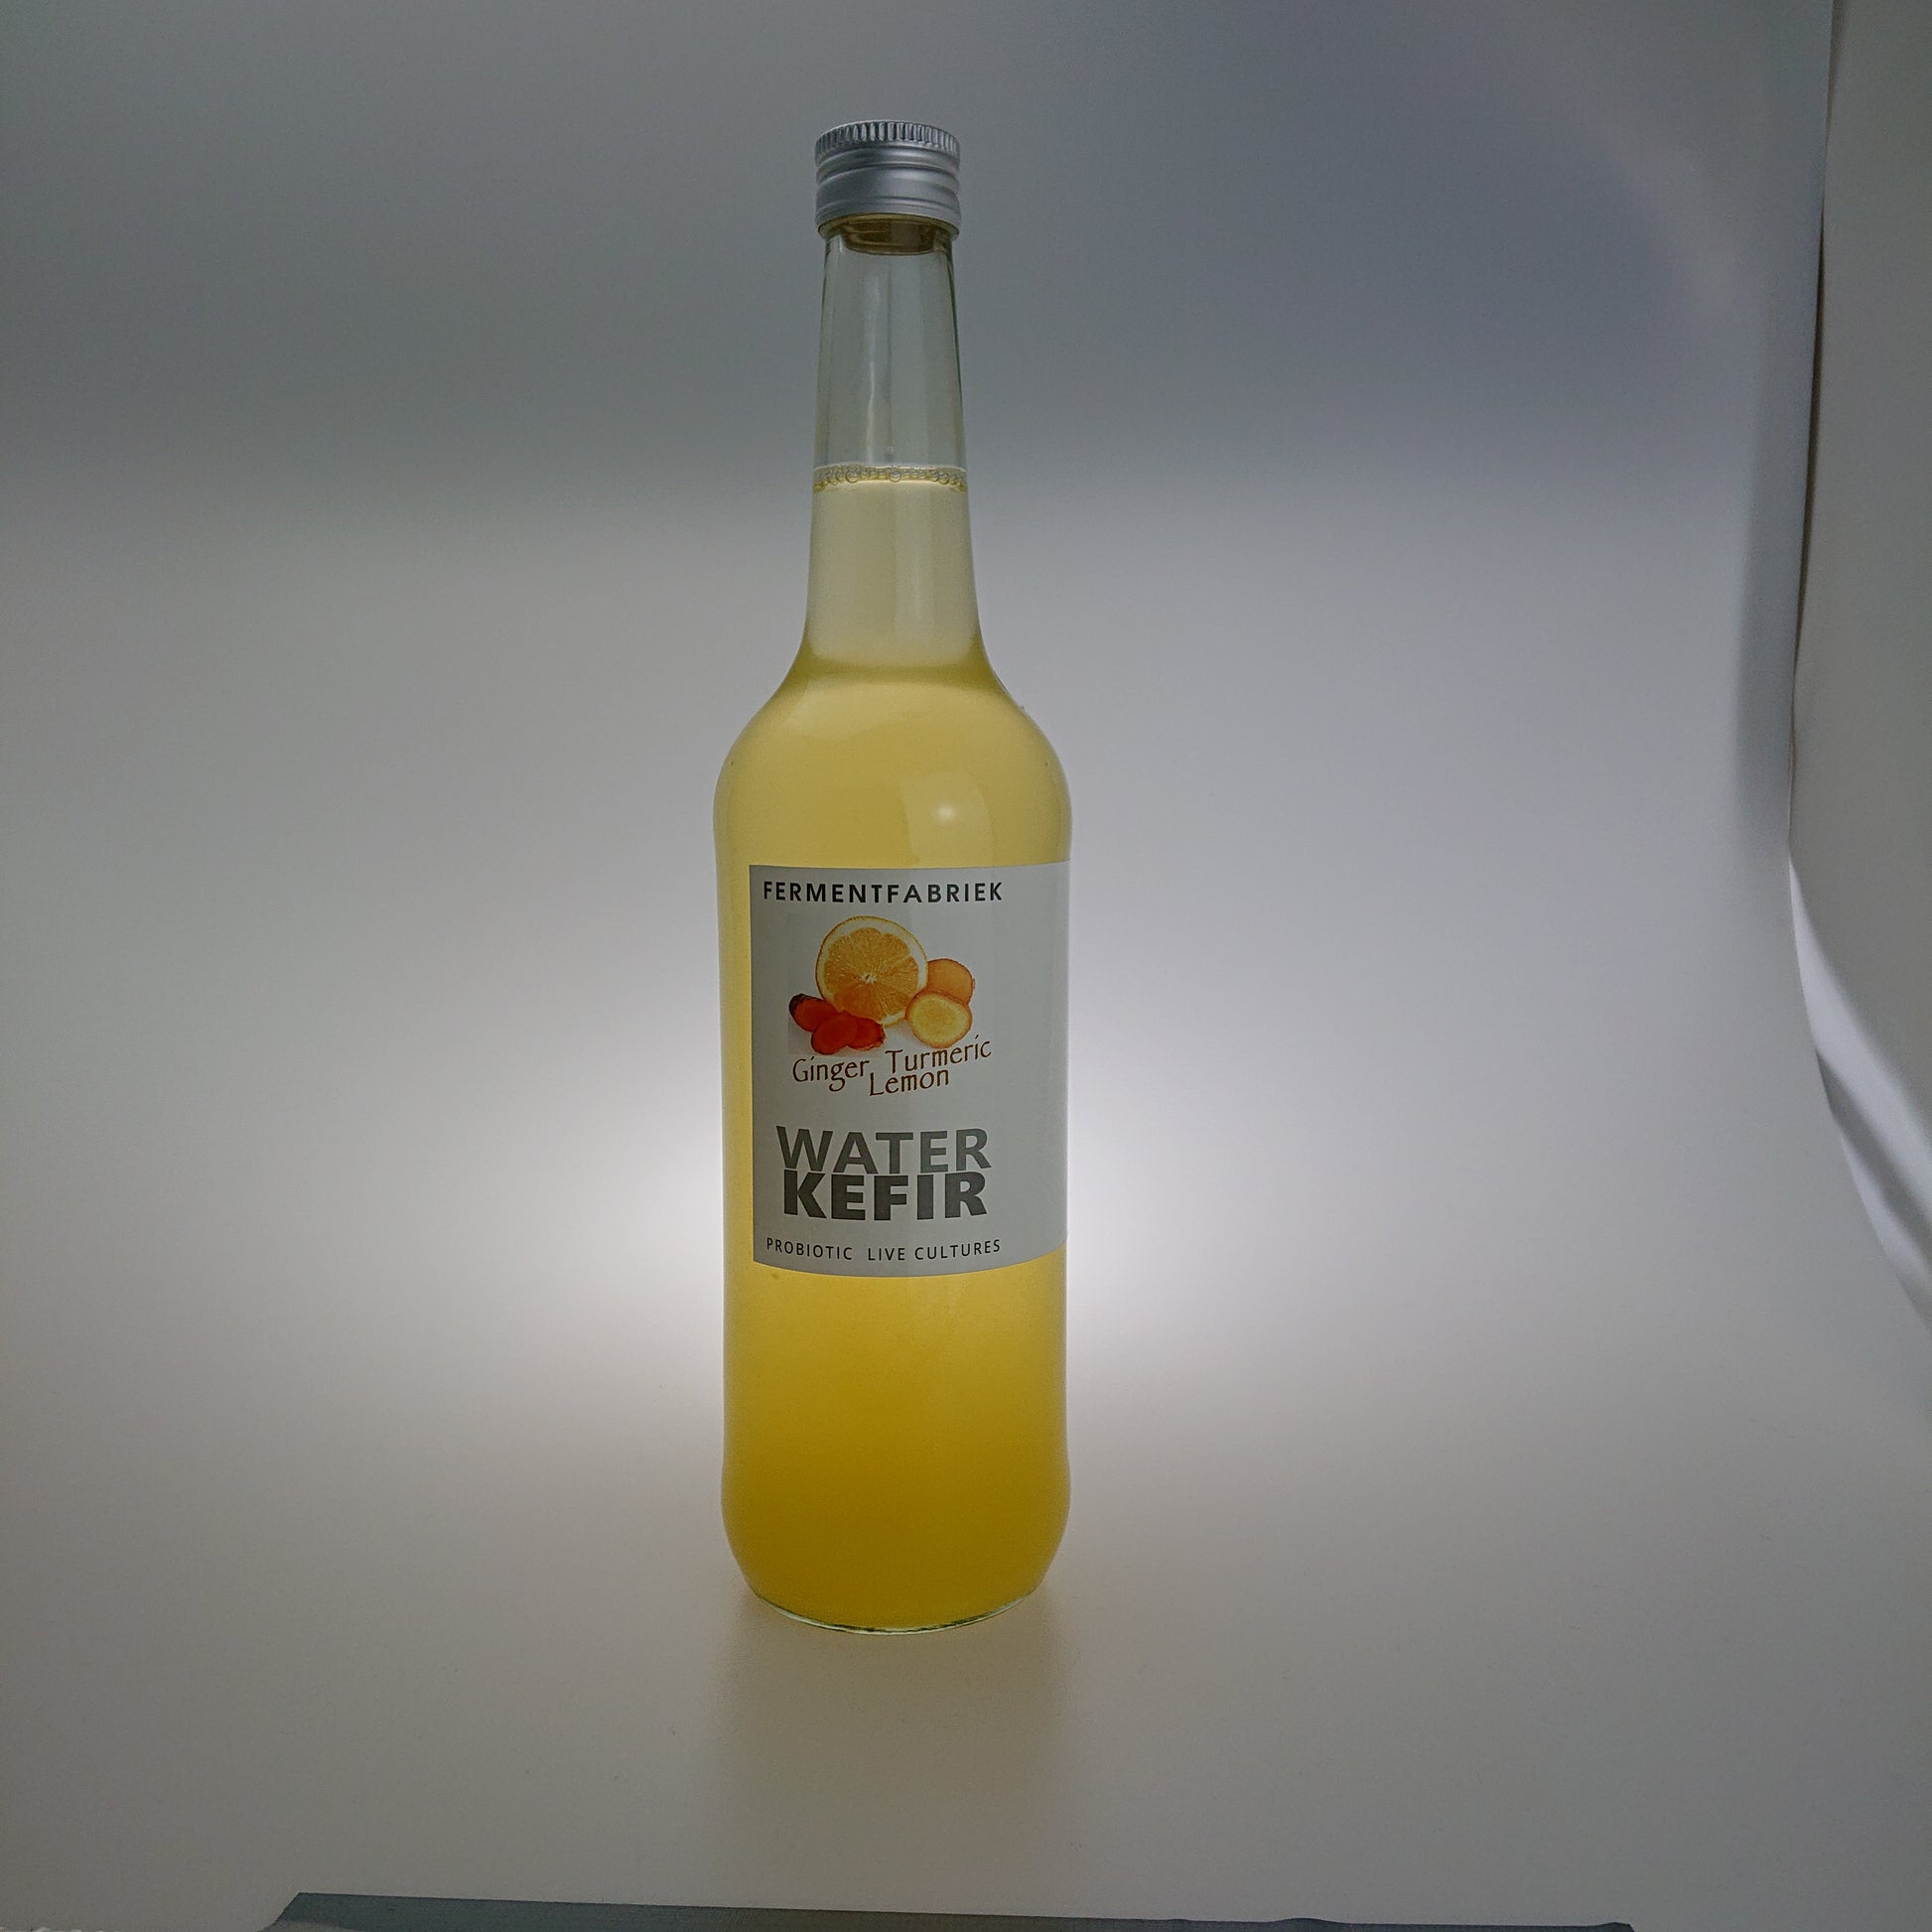 FERMENTFABRIEK
Ginger Turmeric
Lemon
WATER
KEFIR
PROBIOTIC LIVE CULTURES